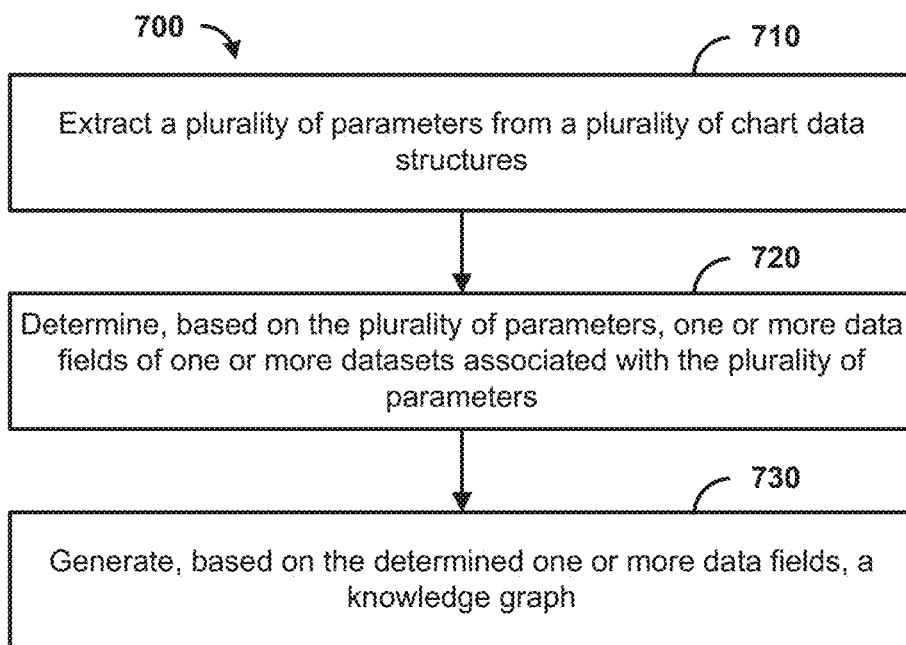 700
710
Extract a plurality of parameters from a plurality of chart data
structures
720
Determine, based on the plurality of parameters, one or more data
fields of one or more datasets associated with the plurality of
parameters
730
Generate, based on the determined one or more data fields, a
knowledge graph